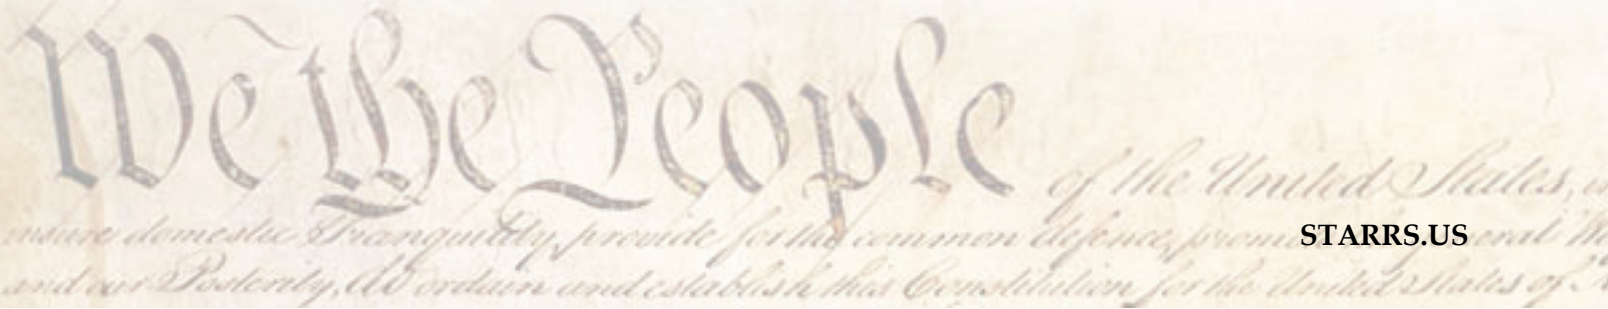 We the People of the United States,
insure domestic Tranquility, provide for the common defence, promo
STARRS.US
and our Posterity, do ordain and establish this Constitution for the United States of